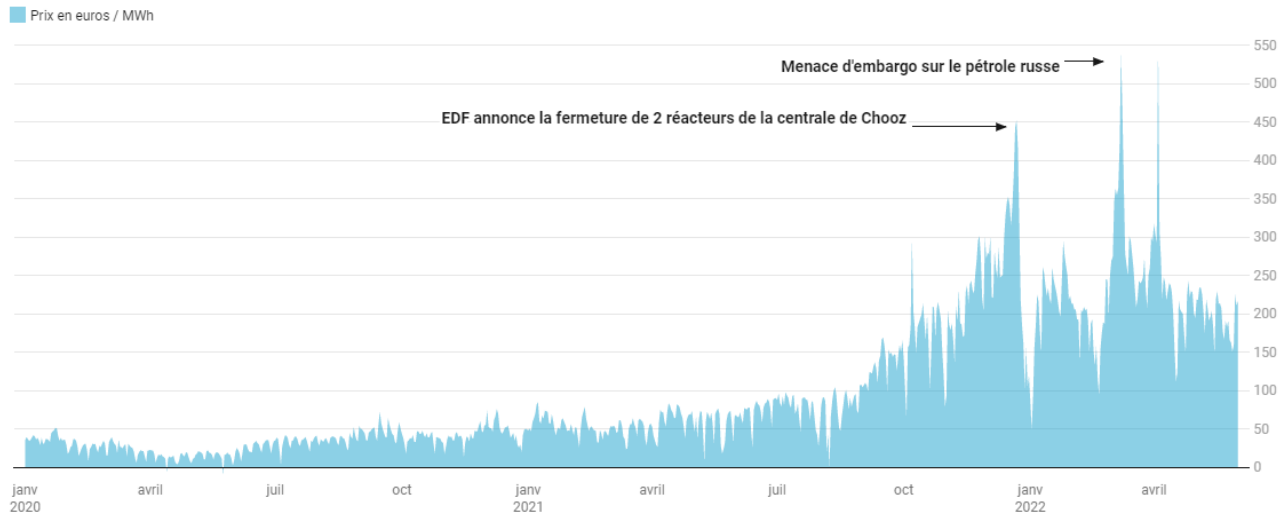 Prix en euros / MWh
550
Menace d'embargo sur le pétrole russe
500
EDF annonce la fermeture de 2 réacteurs de la centrale de Chooz
450
400
350
300
250
200
150
100
50
0
janv avril juil oct janv avril juil oct janv avril
2020 2021 2022